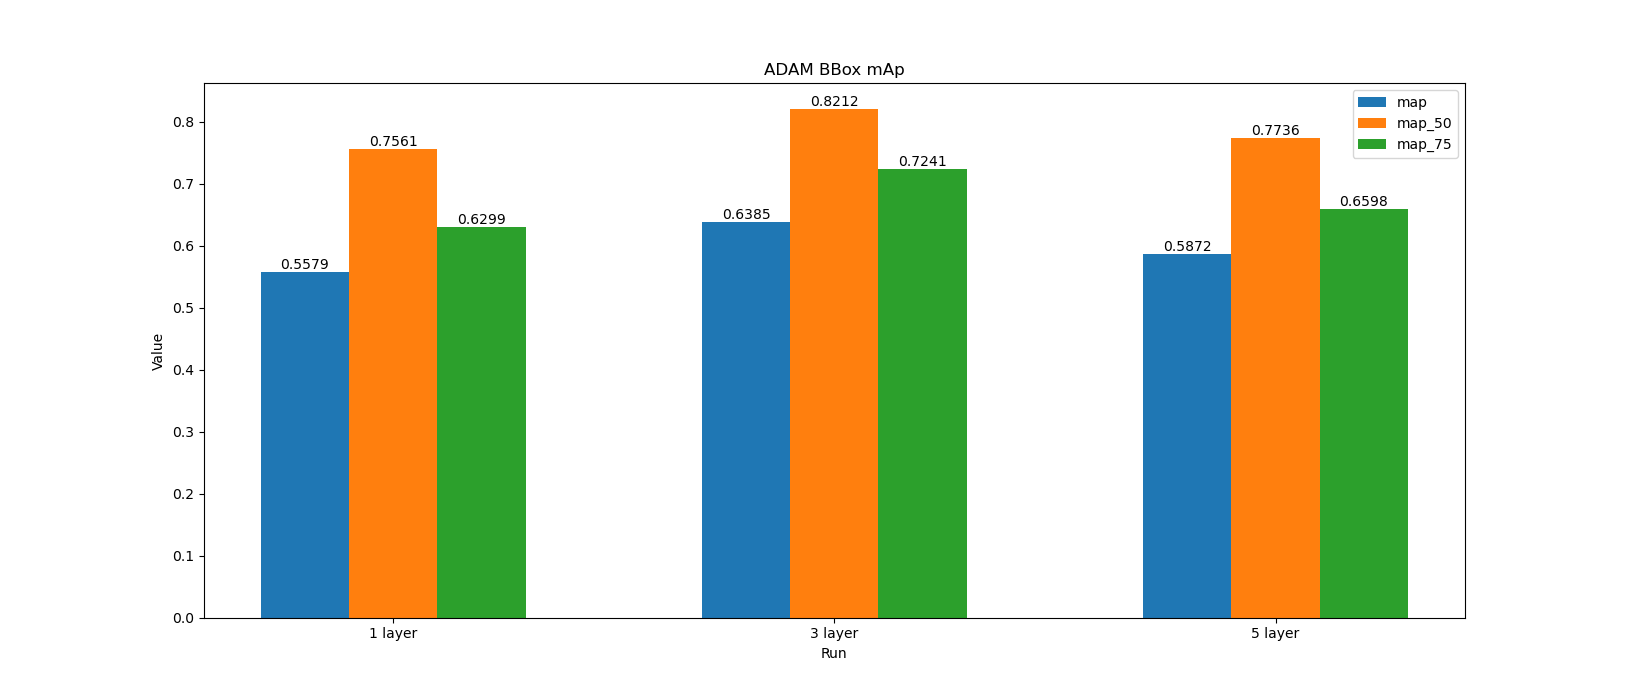 ADAM BBox mAp
map
map_50
map_75
0.8212
0.7561
0.7736
0.7241
0.6598
0.6385
0.6299
0.5872
0.5579
0.8
0.7
0.6
0.5
0.4
0.3
0.2
0.1
0.0
Value
1 layer
3 layer
5 layer
Run